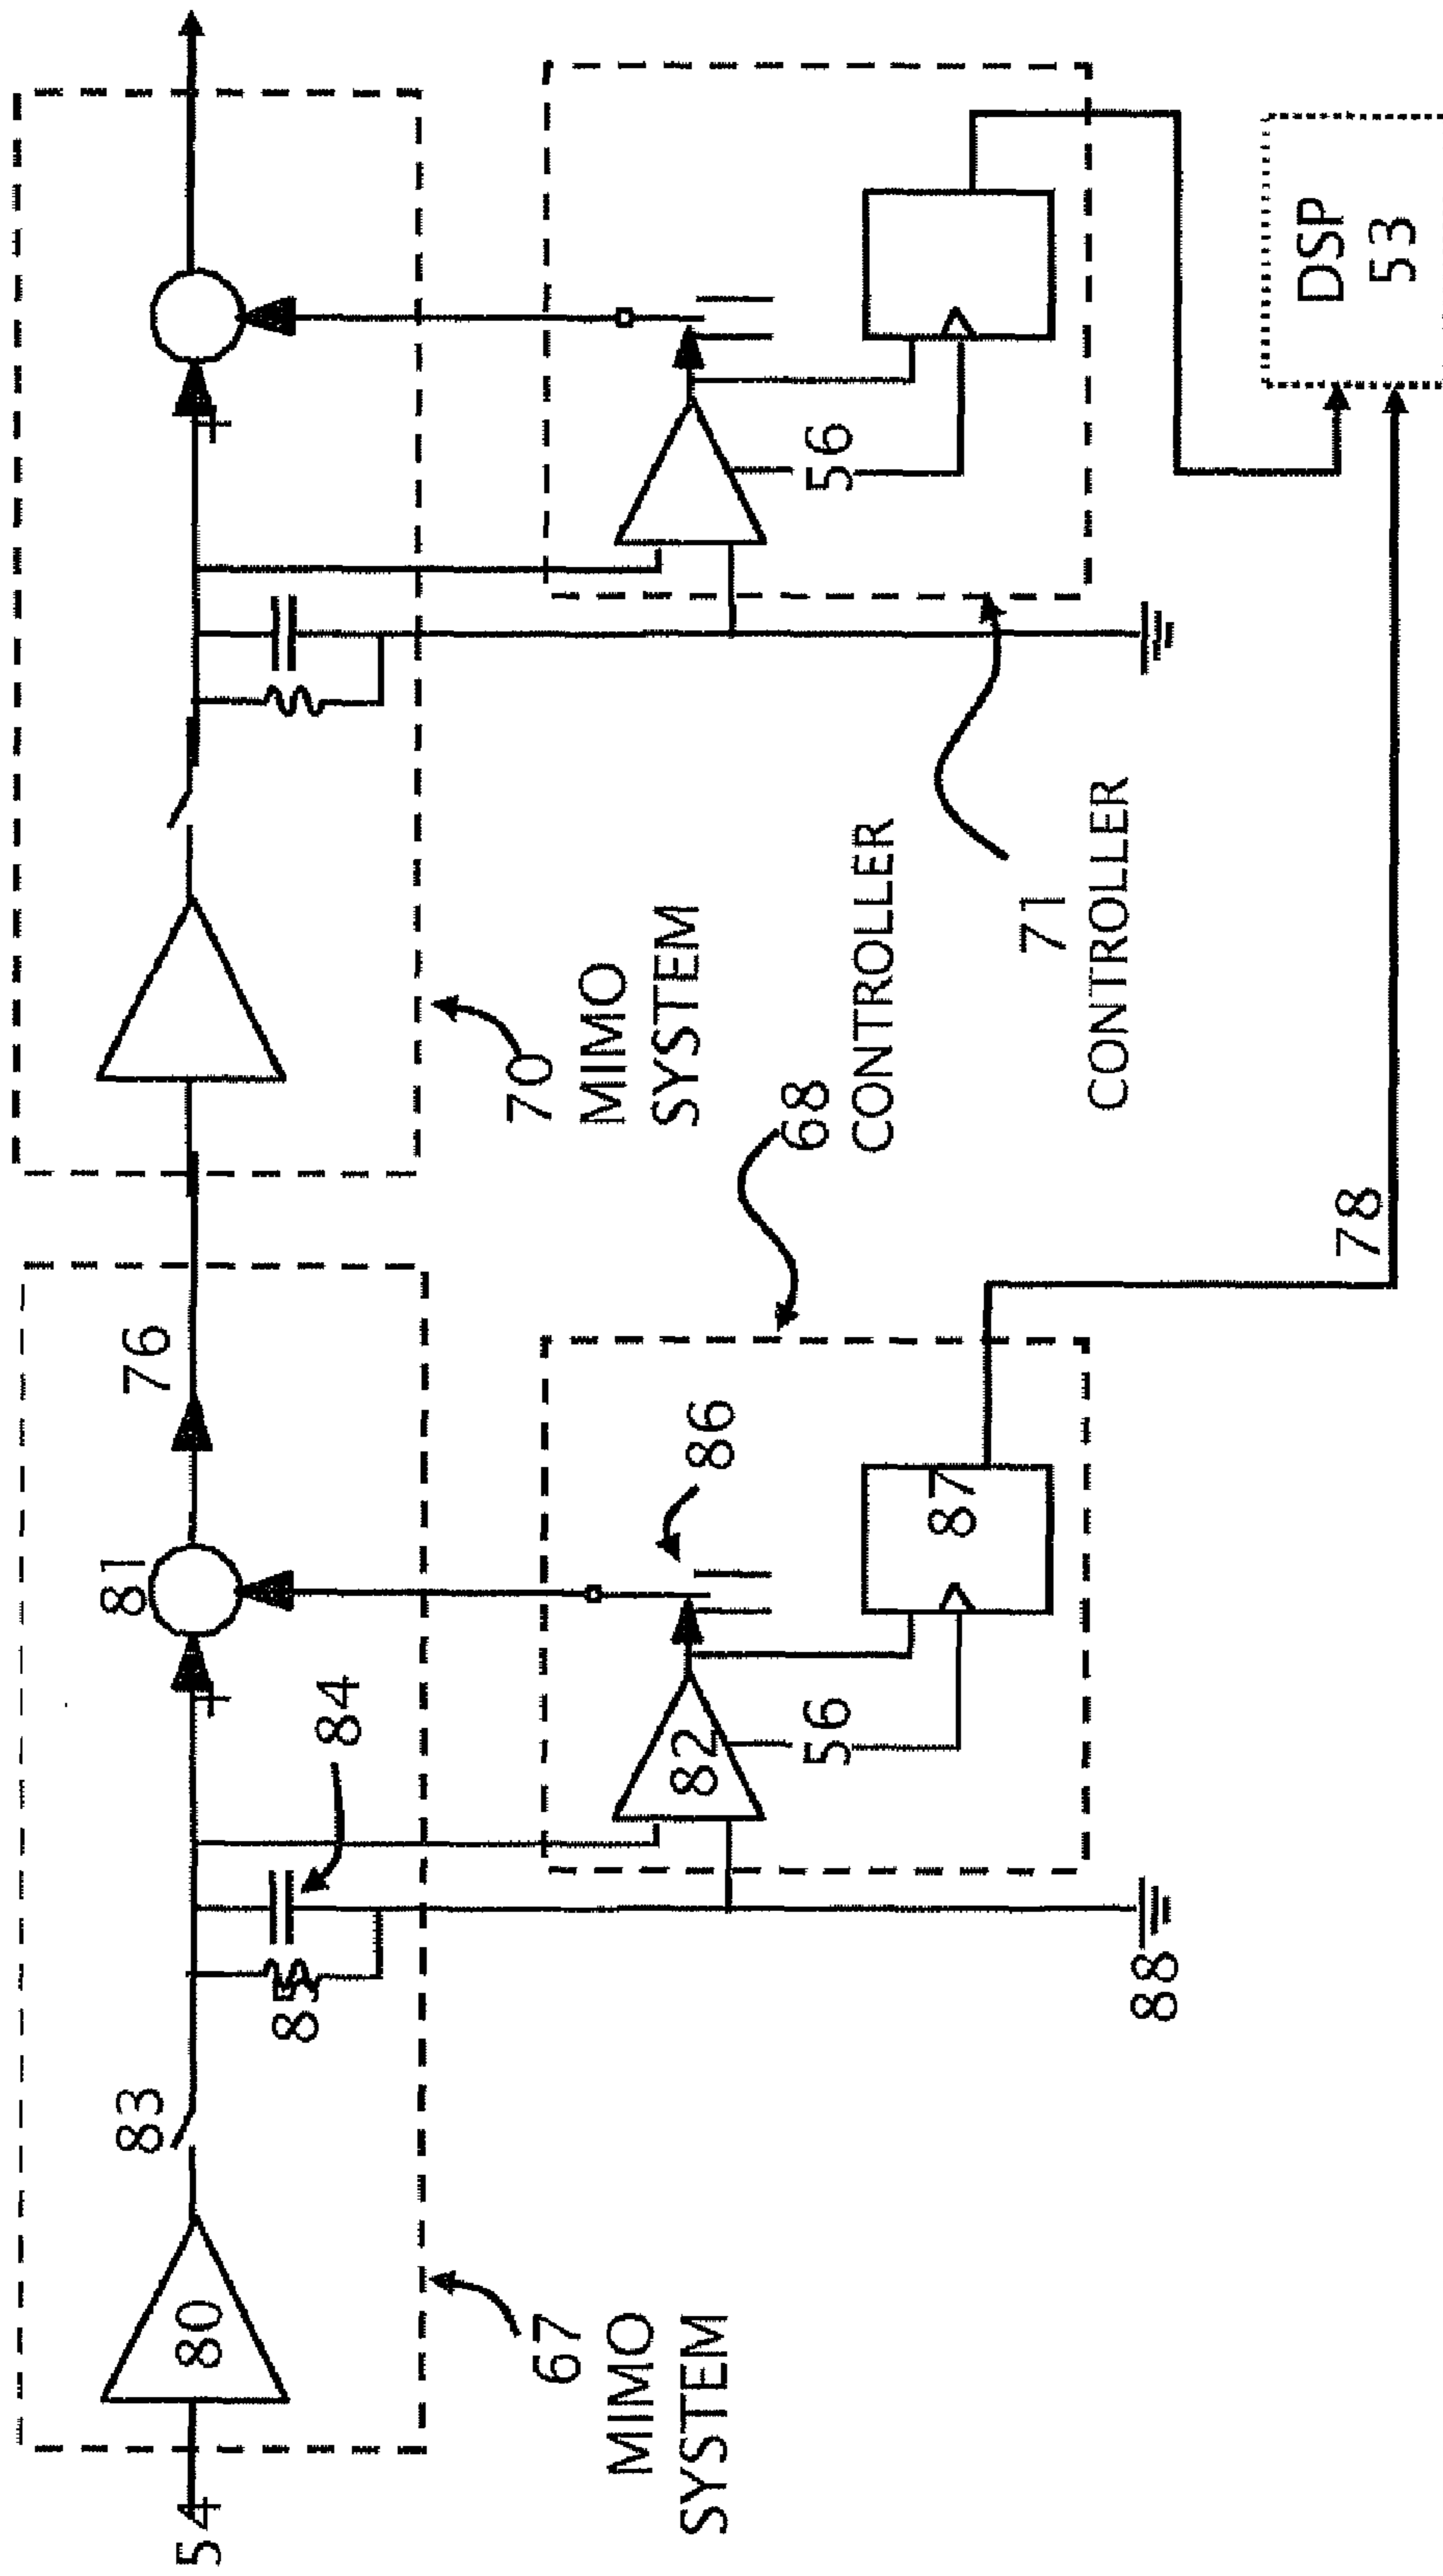 54
80
83
85
84
81
76
67
MIMO
SYSTEM
70
MIMO
SYSTEM
82
56
86
87
68
CONTROLLER
56
71
CONTROLLER
88
78
DSP
53